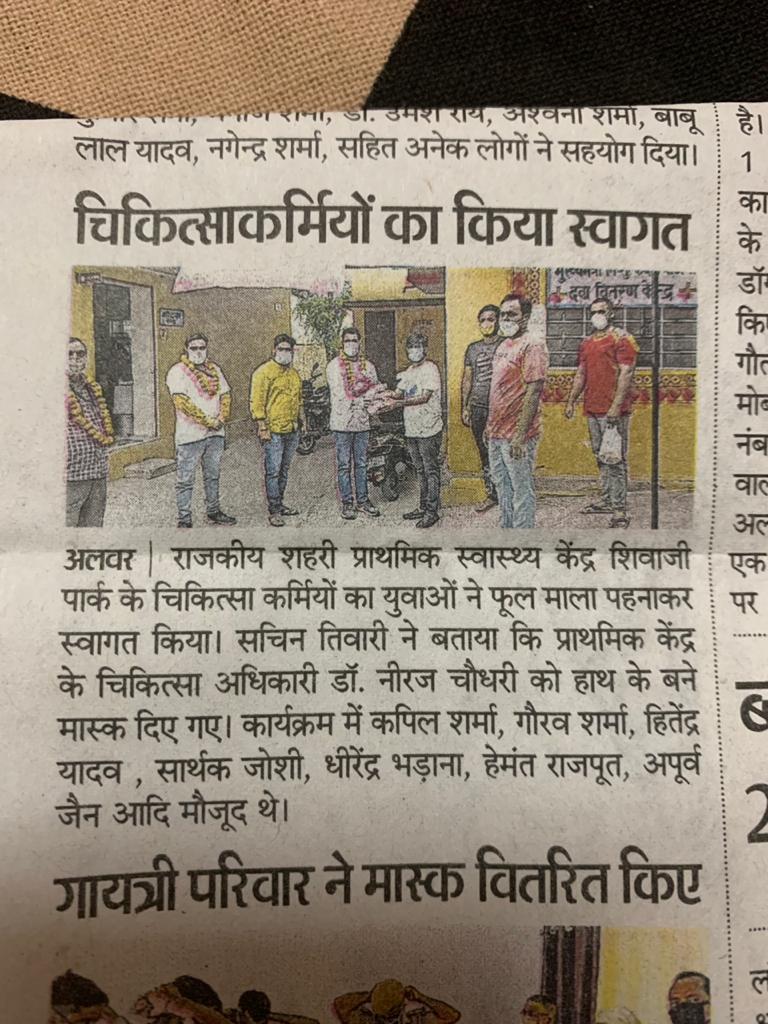 शर्मा, डॉ. उमेश राय, अश्वनी शर्मा, बाबू
लाल यादव, नगेन्द्र शर्मा, सहित अनेक लोगों ने सहयोग दिया।
चिकित्साकर्मियों का किया स्वागत
दवा वितरण केन्द्र
अलवर | राजकीय शहरी प्राथमिक स्वास्थ्य केंद्र शिवाजी
पार्क के चिकित्सा कर्मियों का युवाओं ने फूल माला पहनाकर
स्वागत किया। सचिन तिवारी ने बताया कि प्राथमिक केंद्र
के चिकित्सा अधिकारी डॉ. नीरज चौधरी को हाथ के बने
मास्क दिए गए। कार्यक्रम में कपिल शर्मा, गौरव शर्मा, हितेंद्र
यादव , सार्थक जोशी, धीरेंद्र भड़ाना, हेमंत राजपूत, अपूर्व
जैन आदि मौजूद थे।
गायत्री परिवार ने मास्क वितरित किए
है।
1
का
के
डॉ
कि
गौत
मोब
नंब
वाल
अल
एक
पर
ब
2